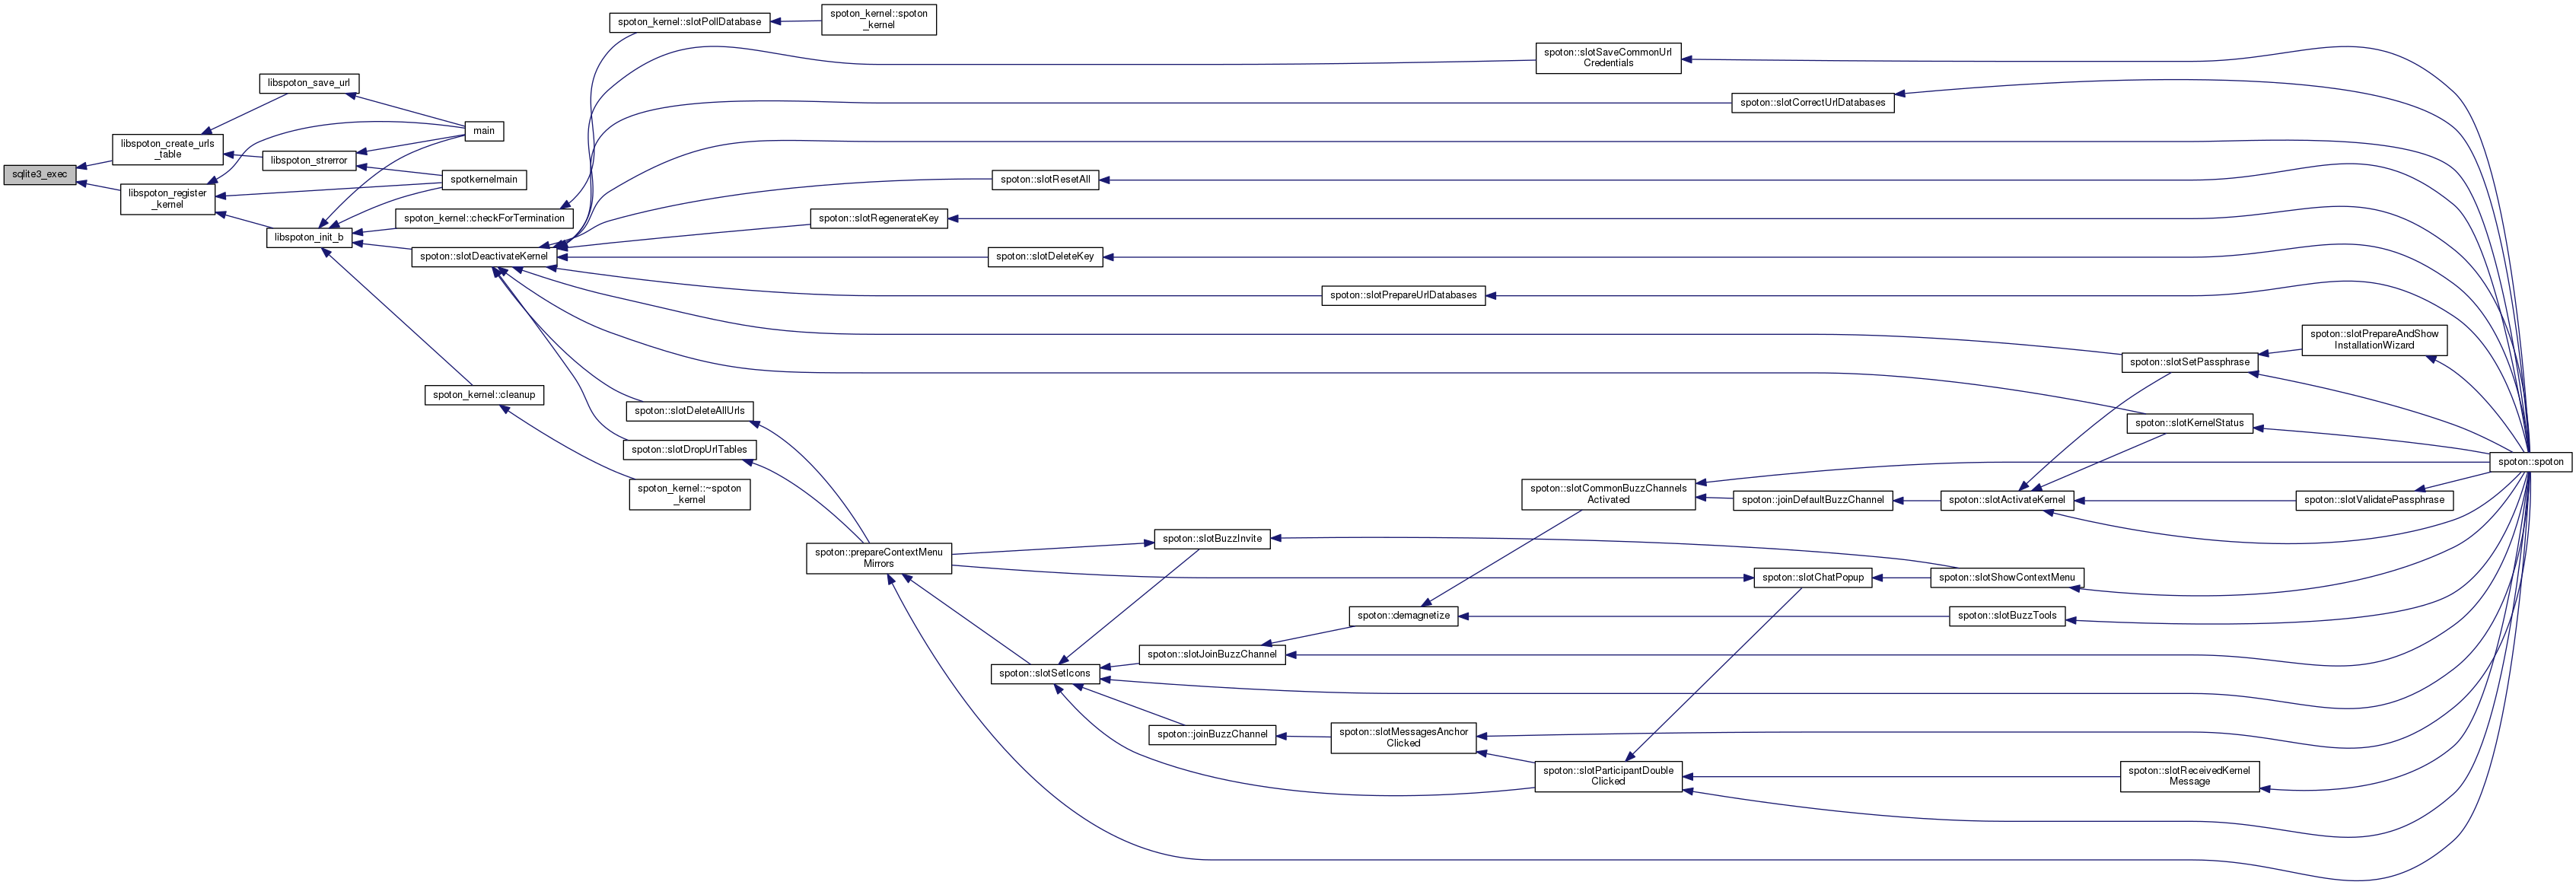 spoton_kernel::slotPollDatabase
spoton_kernel::spoton
_kernel
spoton::slotSaveCommonUrl
Credentials
libspoton_save_url
spoton::slotCorrectUrlDatabases
main
libspoton_create_urls
_table
libspoton_strerror
sqlite3_exec
spotkernelmain
spoton::slotResetAll
libspoton_register
_kernel
spoton_kernel::checkForTermination
spoton::slotRegenerateKey
libspoton_init_b
spoton::slotDeactivateKernel
spoton::slotDeleteKey
spoton::slotPrepareUrlDatabases
spoton::slotPrepareAndShow
InstallationWizard
spoton::slotSetPassphrase
spoton_kernel::cleanup
spoton::slotDeleteAllUrls
spoton::slotKernelStatus
spoton::slotDropUrlTables
spoton::spoton
spoton_kernel::~spoton
_kernel
spoton::slotCommonBuzzChannels
Activated
spoton::joinDefaultBuzzChannel
spoton::slotActivateKernel
spoton::slotValidatePassphrase
spoton::prepareContextMenu
Mirrors
spoton::slotBuzzInvite
spoton::slotChatPopup
spoton::slotShowContextMenu
spoton::demagnetize
spoton::slotBuzzTools
spoton::slotJoinBuzzChannel
spoton::slotSetIcons
spoton::joinBuzzChannel
spoton::slotMessagesAnchor
Clicked
spoton::slotParticipantDouble
Clicked
spoton::slotReceivedKernel
Message